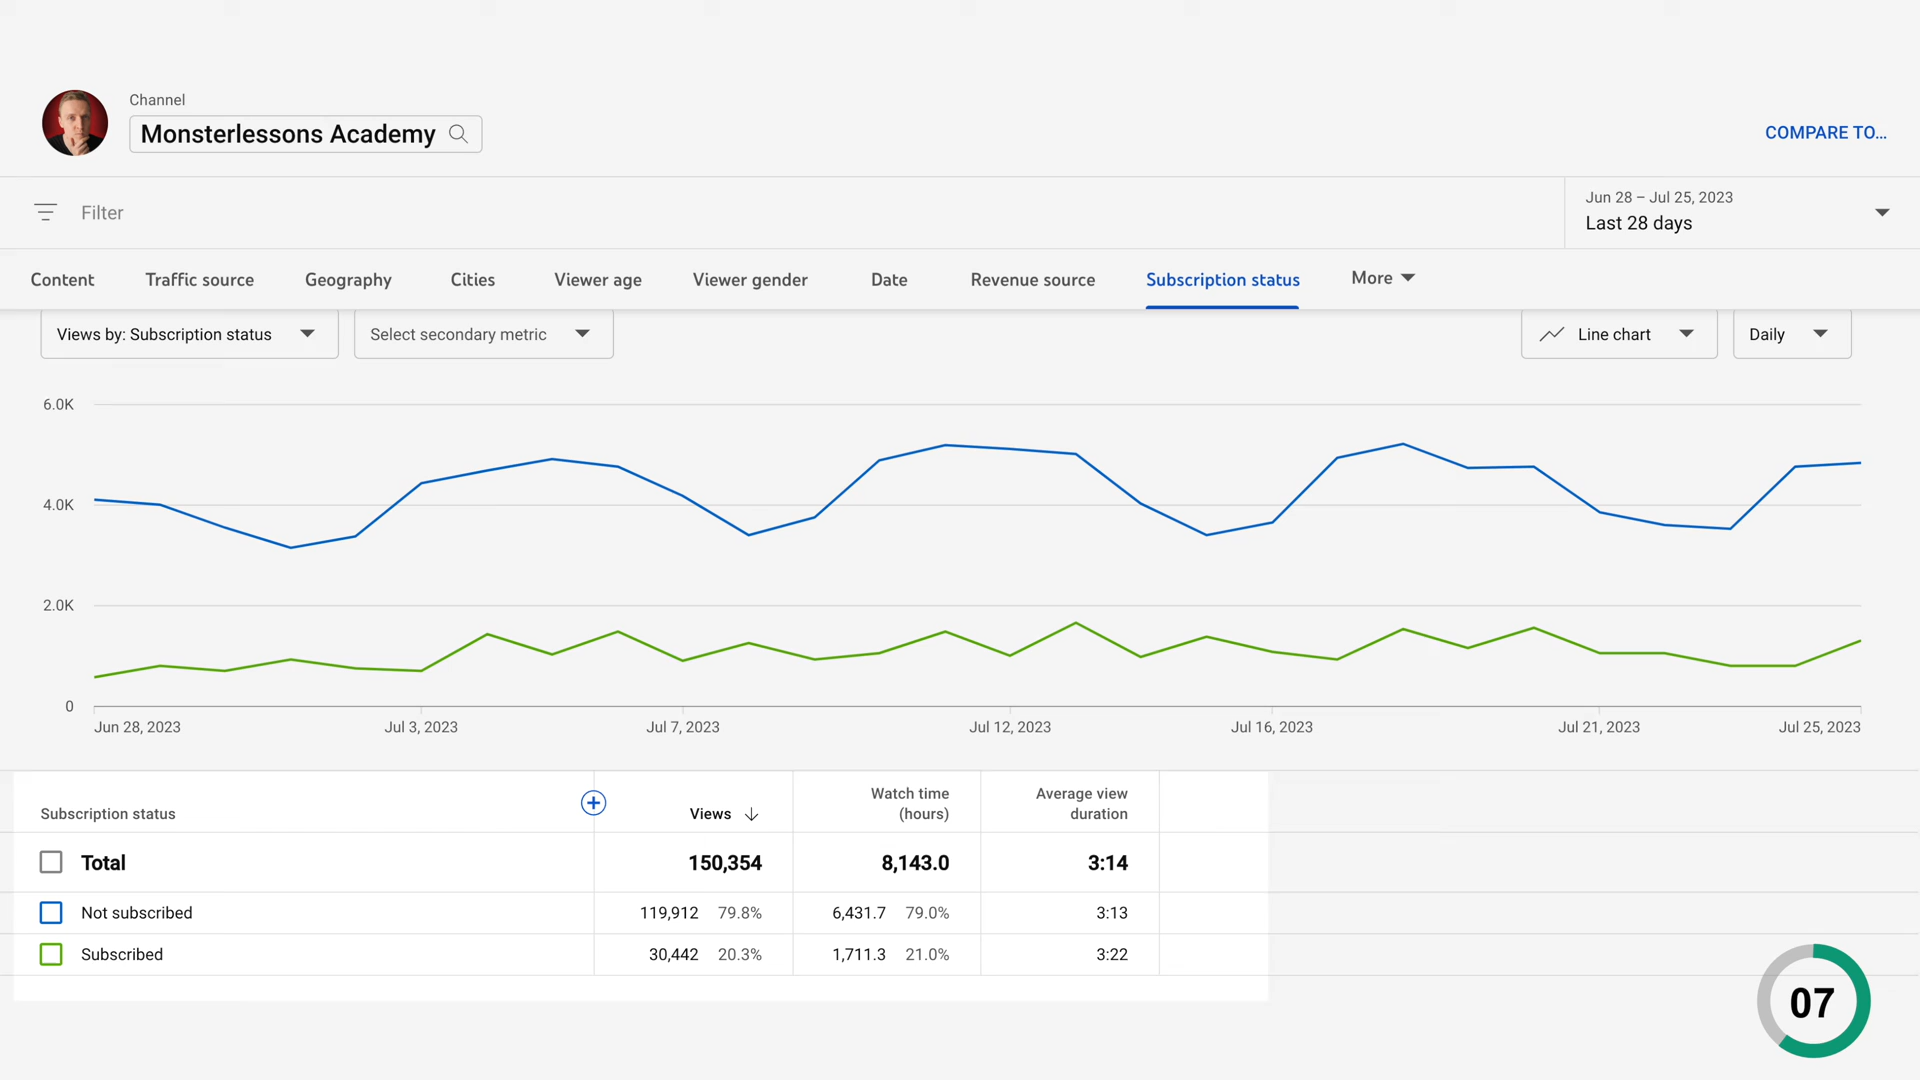 Channel
Monsterlessons Academy
COMPARE TO...
Filter
Jun 28 – Jul 25, 2023
Last 28 days
Content Traffic source Geography Cities Viewer age Viewer gender Date Revenue source Subscription status More
Views by: Subscription status Select secondary metric Line chart Daily
6.0K
4.0K
2.0K
0
Jun 28, 2023 Jul 3, 2023 Jul 7, 2023 Jul 12, 2023 Jul 16, 2023 Jul 21, 2023 Jul 25, 2023
Subscription status Views Watch time (hours) Average view duration
Total 150,354 8,143.0 3:14
Not subscribed 119,912 79.8% 6,431.7 79.0% 3:13
Subscribed 30,442 20.3% 1,711.3 21.0% 3:22
07